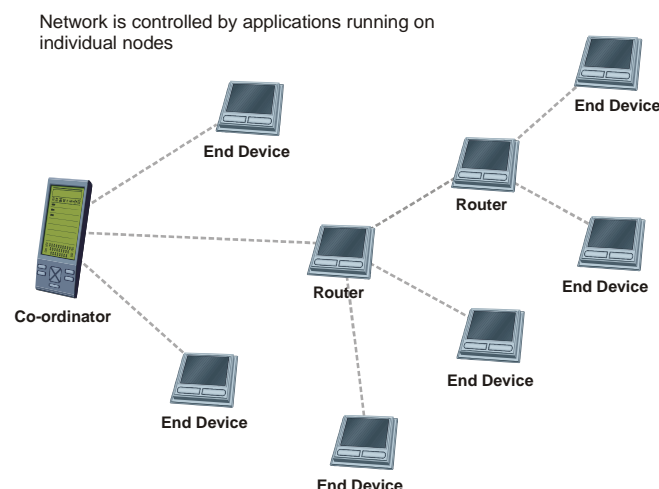 Network is controlled by applications running on
individual nodes
End Device
End Device
Router
End Device
Router
Co-ordinator
End Device
End Device
End Device